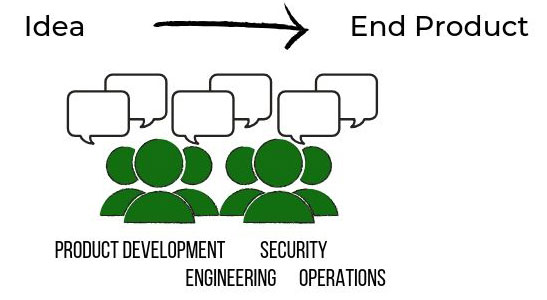 Idea
End Product
PRODUCT DEVELOPMENT
SECURITY
ENGINEERING
OPERATIONS